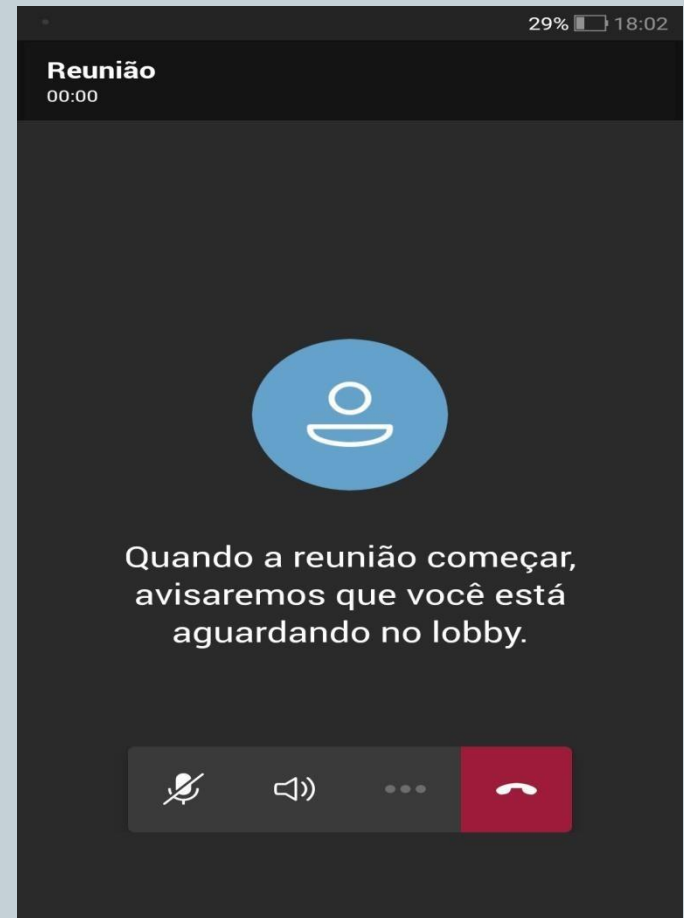 29% 18:02
Reunião
00:00
Quando a reunião começar,
avisaremos que você está
aguardando no lobby.